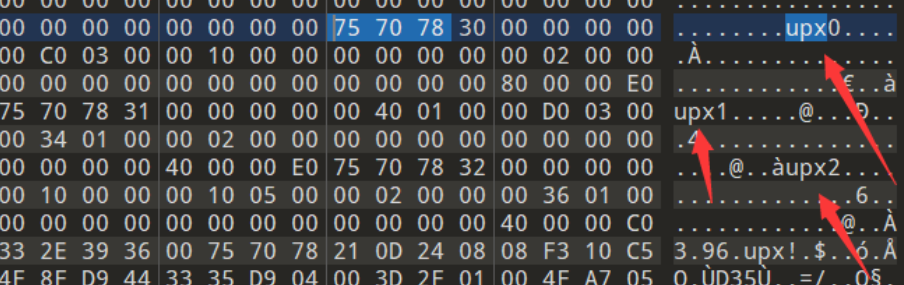 00 00 00 00 00 00 00 00 75 70 78 30 00 00 00 00 ........upx0....
00 C0 03 00 00 10 00 00 00 00 00 00 00 02 00 00 .À..............
00 00 00 00 00 00 00 00 00 00 00 00 80 00 00 E0 ............€..à
75 70 78 31 00 00 00 00 00 40 01 00 00 D0 03 00 upx1.....@...Ð..
00 34 01 00 00 02 00 00 00 00 00 00 00 00 00 00 .4..............
00 00 00 00 40 00 00 E0 75 70 78 32 00 00 00 00 ....@..àupx2....
00 10 00 00 00 10 05 00 00 02 00 00 00 36 01 00 .............6..
00 00 00 00 00 00 00 00 00 00 00 00 40 00 00 C0 ............@..À
33 2E 39 36 00 75 70 78 21 0D 24 08 08 F3 10 C5 3.96.upx!.$..ó.Å
4F 8E D9 44 33 35 D9 04 00 3D 2E 01 00 4E A7 05